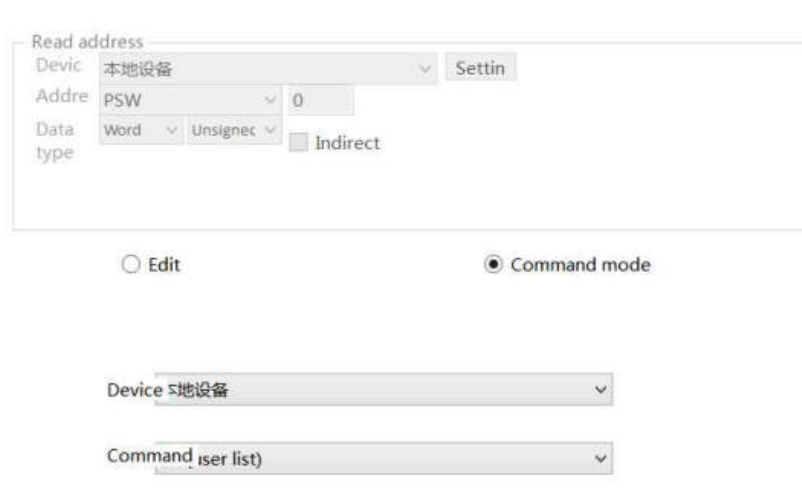 Read address
Devic 本地设备 Settin
Addre PSW 0
Data type Word Unsignec
Indirect
Edit Command mode
Device 地设备
Command user list)